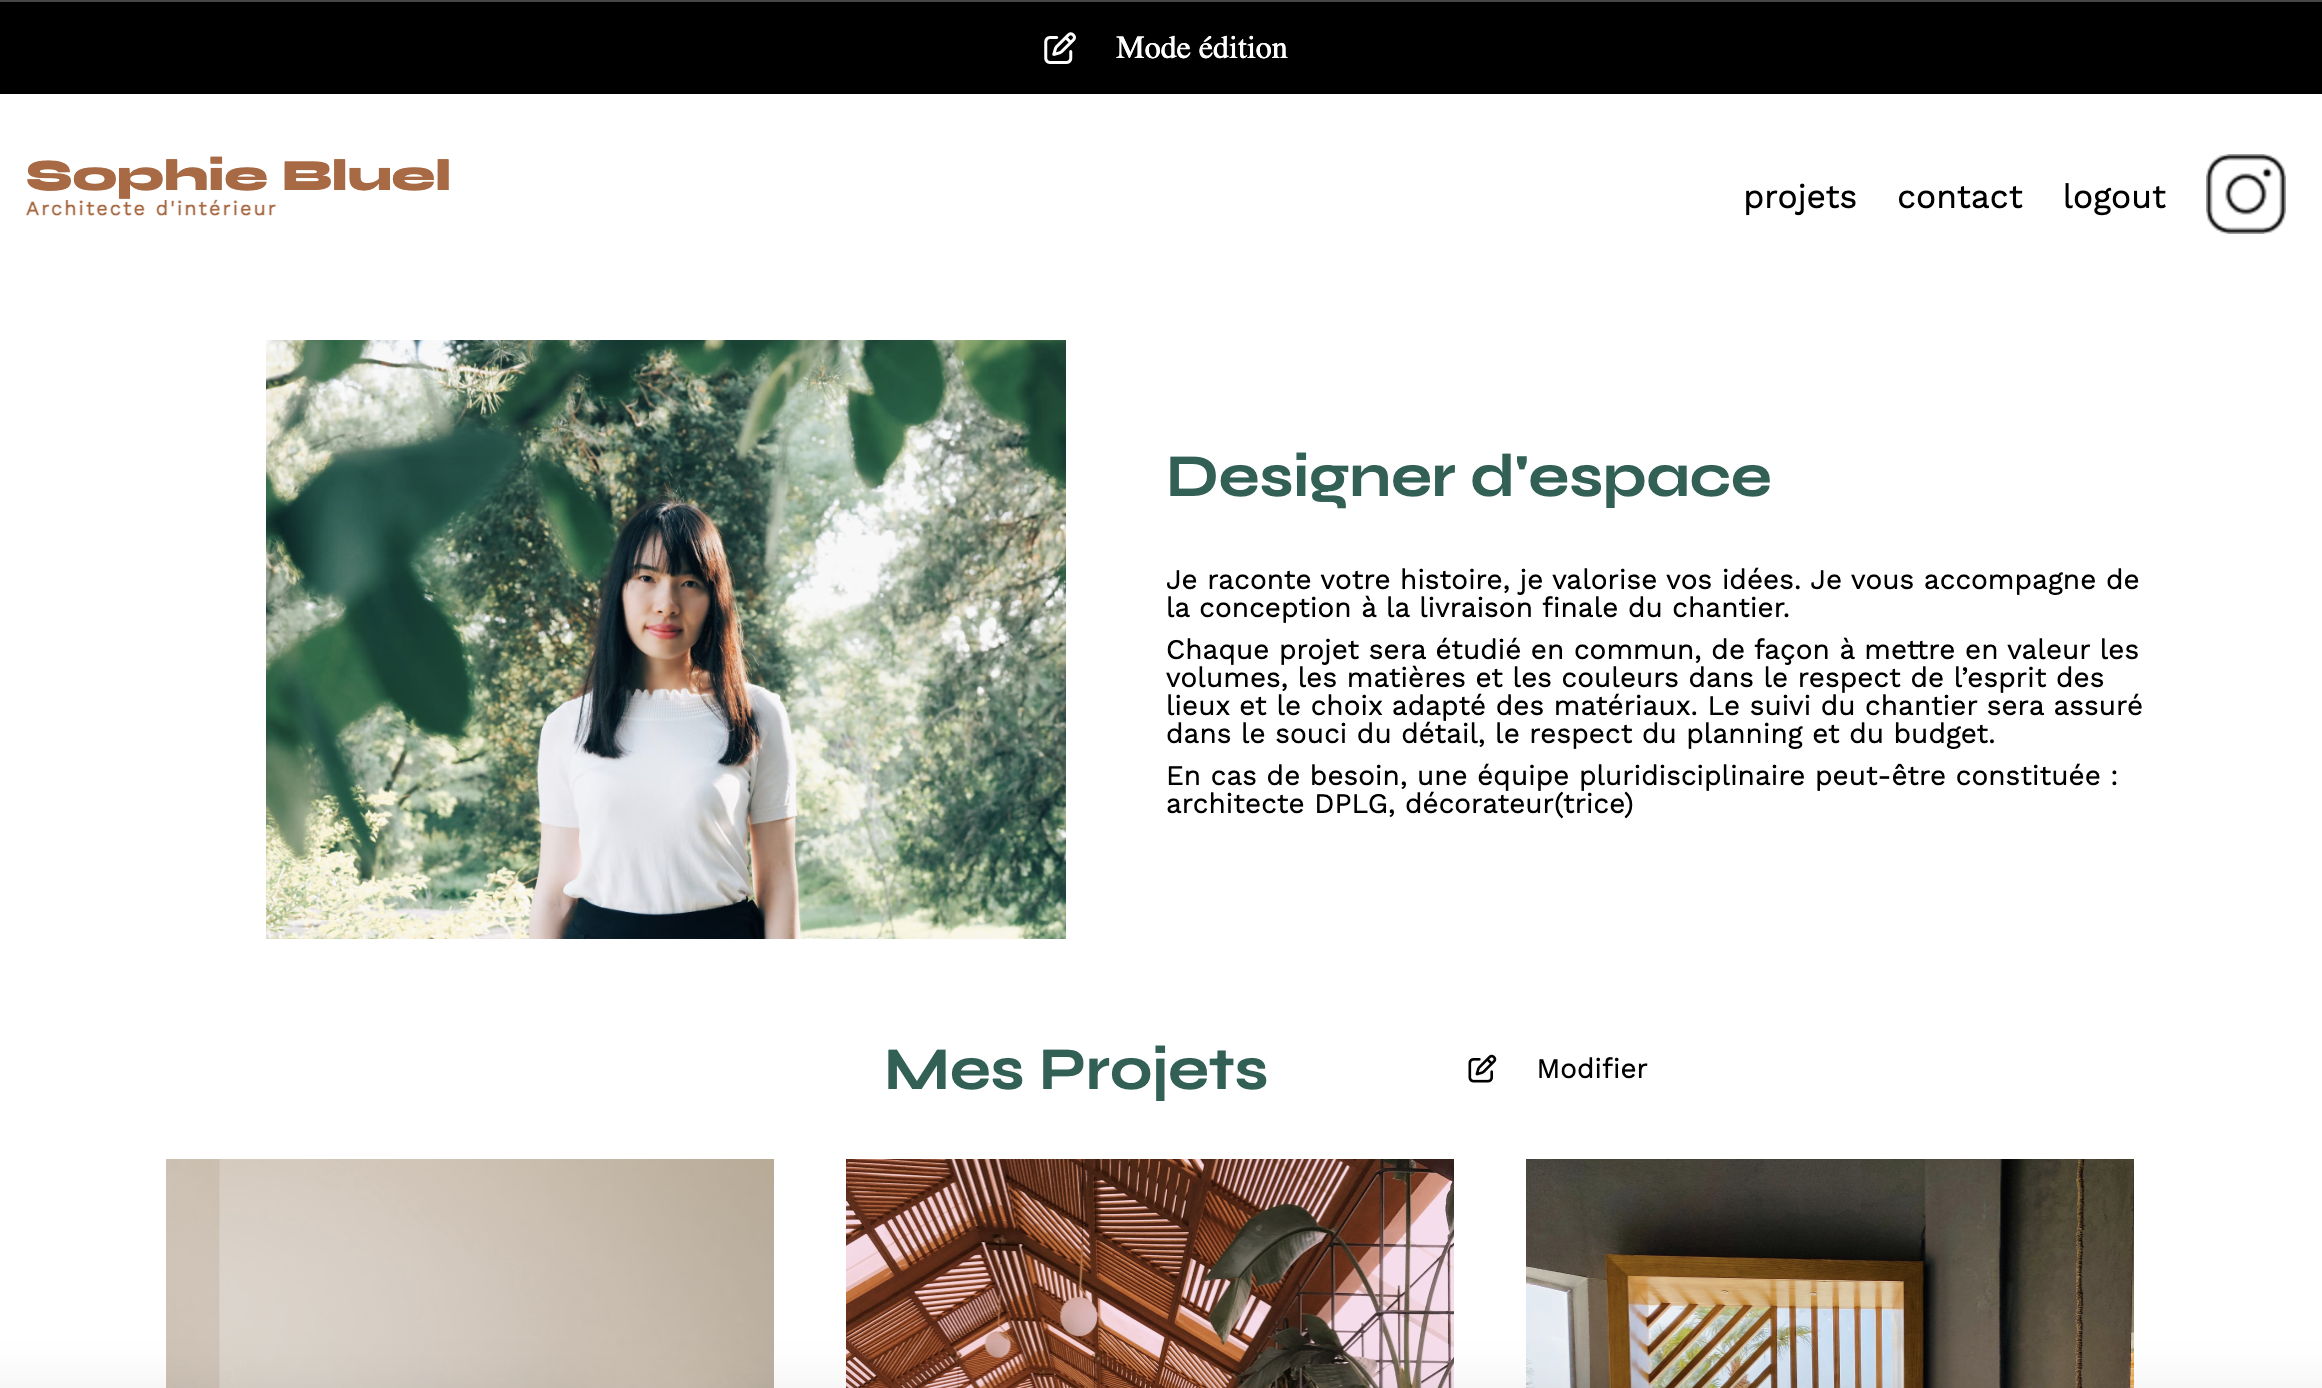 Mode édition
Sophie Bluel
Architecte d'intérieur
projets
contact
logout
Designer d'espace
Je raconte votre histoire, je valorise vos idées. Je vous accompagne de
la conception à la livraison finale du chantier.
Chaque projet sera étudié en commun, de façon à mettre en valeur les
volumes, les matières et les couleurs dans le respect de l’esprit des
lieux et le choix adapté des matériaux. Le suivi du chantier sera assuré
dans le souci du détail, le respect du planning et du budget.
En cas de besoin, une équipe pluridisciplinaire peut-être constituée :
architecte DPLG, décorateur(trice)
Mes Projets
Modifier